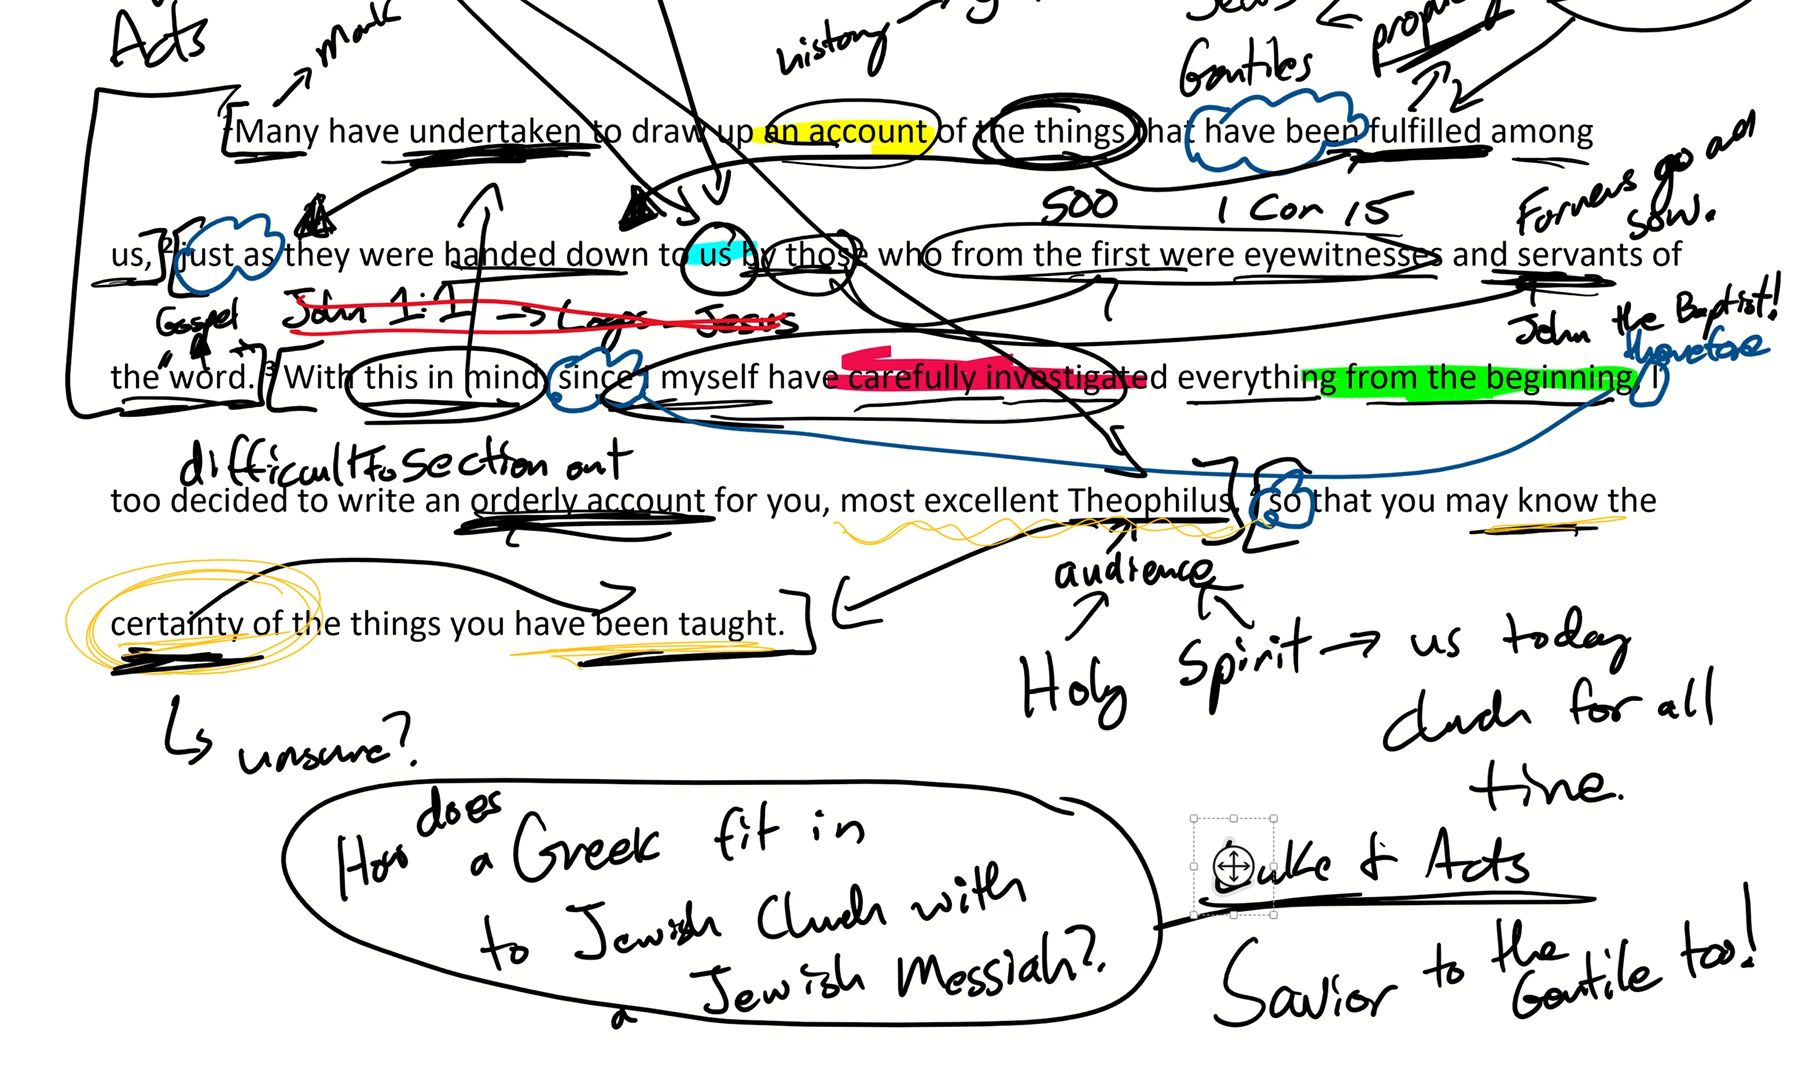 Acts
Mark
history
Jews
Gentiles
Many have undertaken to draw up an account of the things that have been fulfilled among
500 1 Cor 15
Farmers go and
sow.
us, 2 just as they were handed down to us by those who from the first were eyewitnesses and servants of
Gospel John 1:1 → Logos - Jesus
John the Baptist!
therefore
the "word." 3 With this in mind, since I myself have carefully investigated everything from the beginning, I
difficult to section out
too decided to write an orderly account for you, most excellent Theophilus, 4 so that you may know the
audience
certainty of the things you have been taught.
Holy Spirit → us today
church for all
time.
unsure?
How does a Greek fit in
to Jewish Church with
a Jewish Messiah?
Luke & Acts
Savior to the
Gentile too!